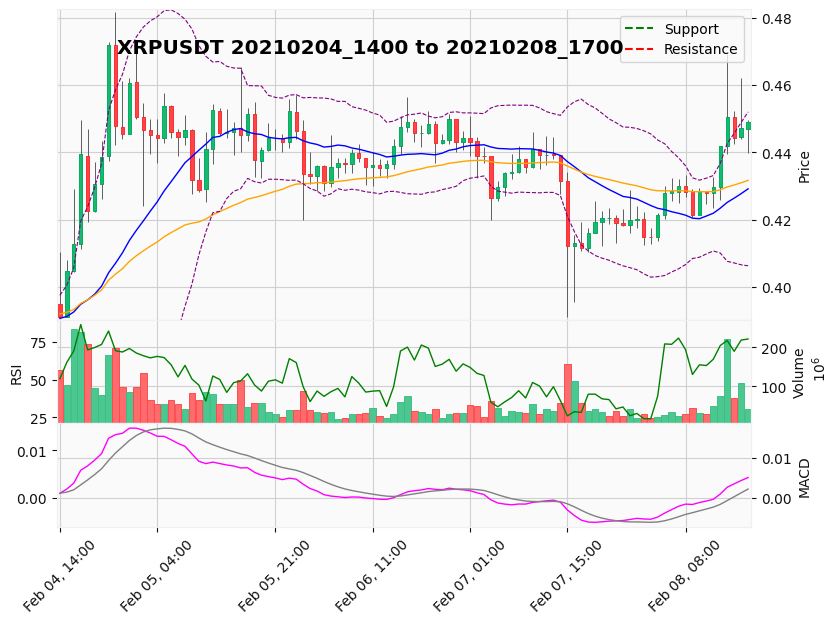 XRPUSDT 20210204_1400 to 20210208_1700
Support
Resistance
0.48
0.46
0.44
0.42
0.40
Price
75
50
25
RSI
200
100
Volume
10^6
0.01
0.00
0.01
0.00
MACD
Feb 04, 14:00
Feb 05, 04:00
Feb 05, 21:00
Feb 06, 11:00
Feb 07, 01:00
Feb 07, 15:00
Feb 08, 08:00